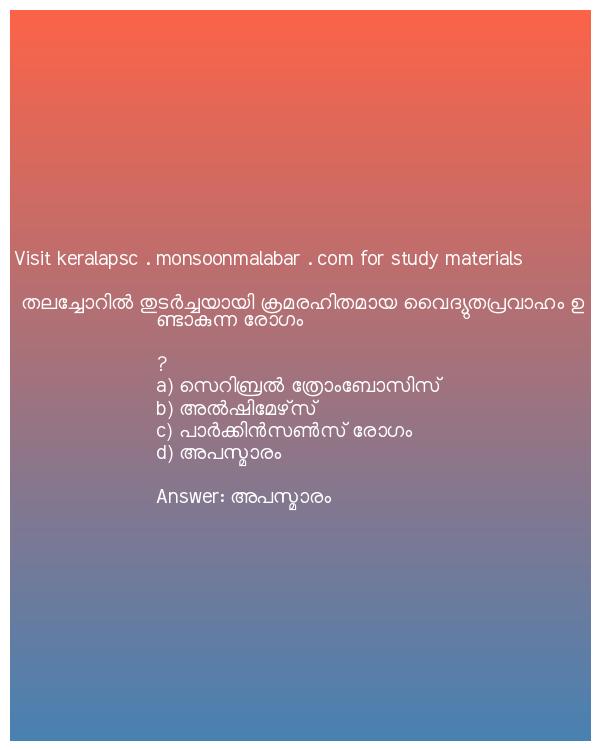 Visit keralapsc . monsoonmalabar . com for study materials
തലച്ചോറിൽ തുടർച്ചയായി ക്രമരഹിതമായ വൈദ്യുതപ്രവാഹം ഉ
ണ്ടാകുന്ന രോഗം
?
a) സെറിബ്രൽ ത്രോംബോസിസ്
b) അൽഷിമേഴ്സ്
c) പാർക്കിൻസൺസ് രോഗം
d) അപസ്മാരം
Answer: അപസ്മാരം